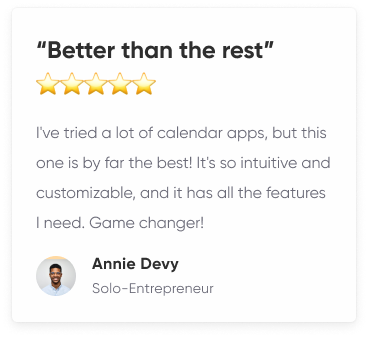 “Better than the rest”
I've tried a lot of calendar apps, but this
one is by far the best! It's so intuitive and
customizable, and it has all the features
I need. Game changer!
Annie Devy
Solo-Entrepreneur